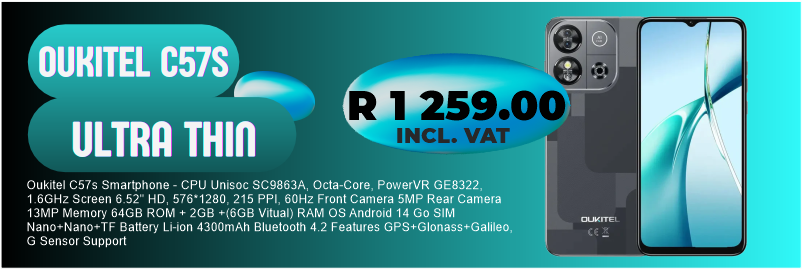 OUKITEL C57S
ULTRA THIN
R 1 259.00
INCL. VAT
Oukitel C57s Smartphone - CPU Unisoc SC9863A, Octa-Core, PowerVR GE8322,
1.6GHz Screen 6.52" HD, 576*1280, 215 PPI, 60Hz Front Camera 5MP Rear Camera
13MP Memory 64GB ROM + 2GB +(6GB Vitual) RAM OS Android 14 Go SIM
Nano+Nano+TF Battery Li-ion 4300mAh Bluetooth 4.2 Features GPS+Glonass+Galileo,
G Sensor Support
OUKITEL